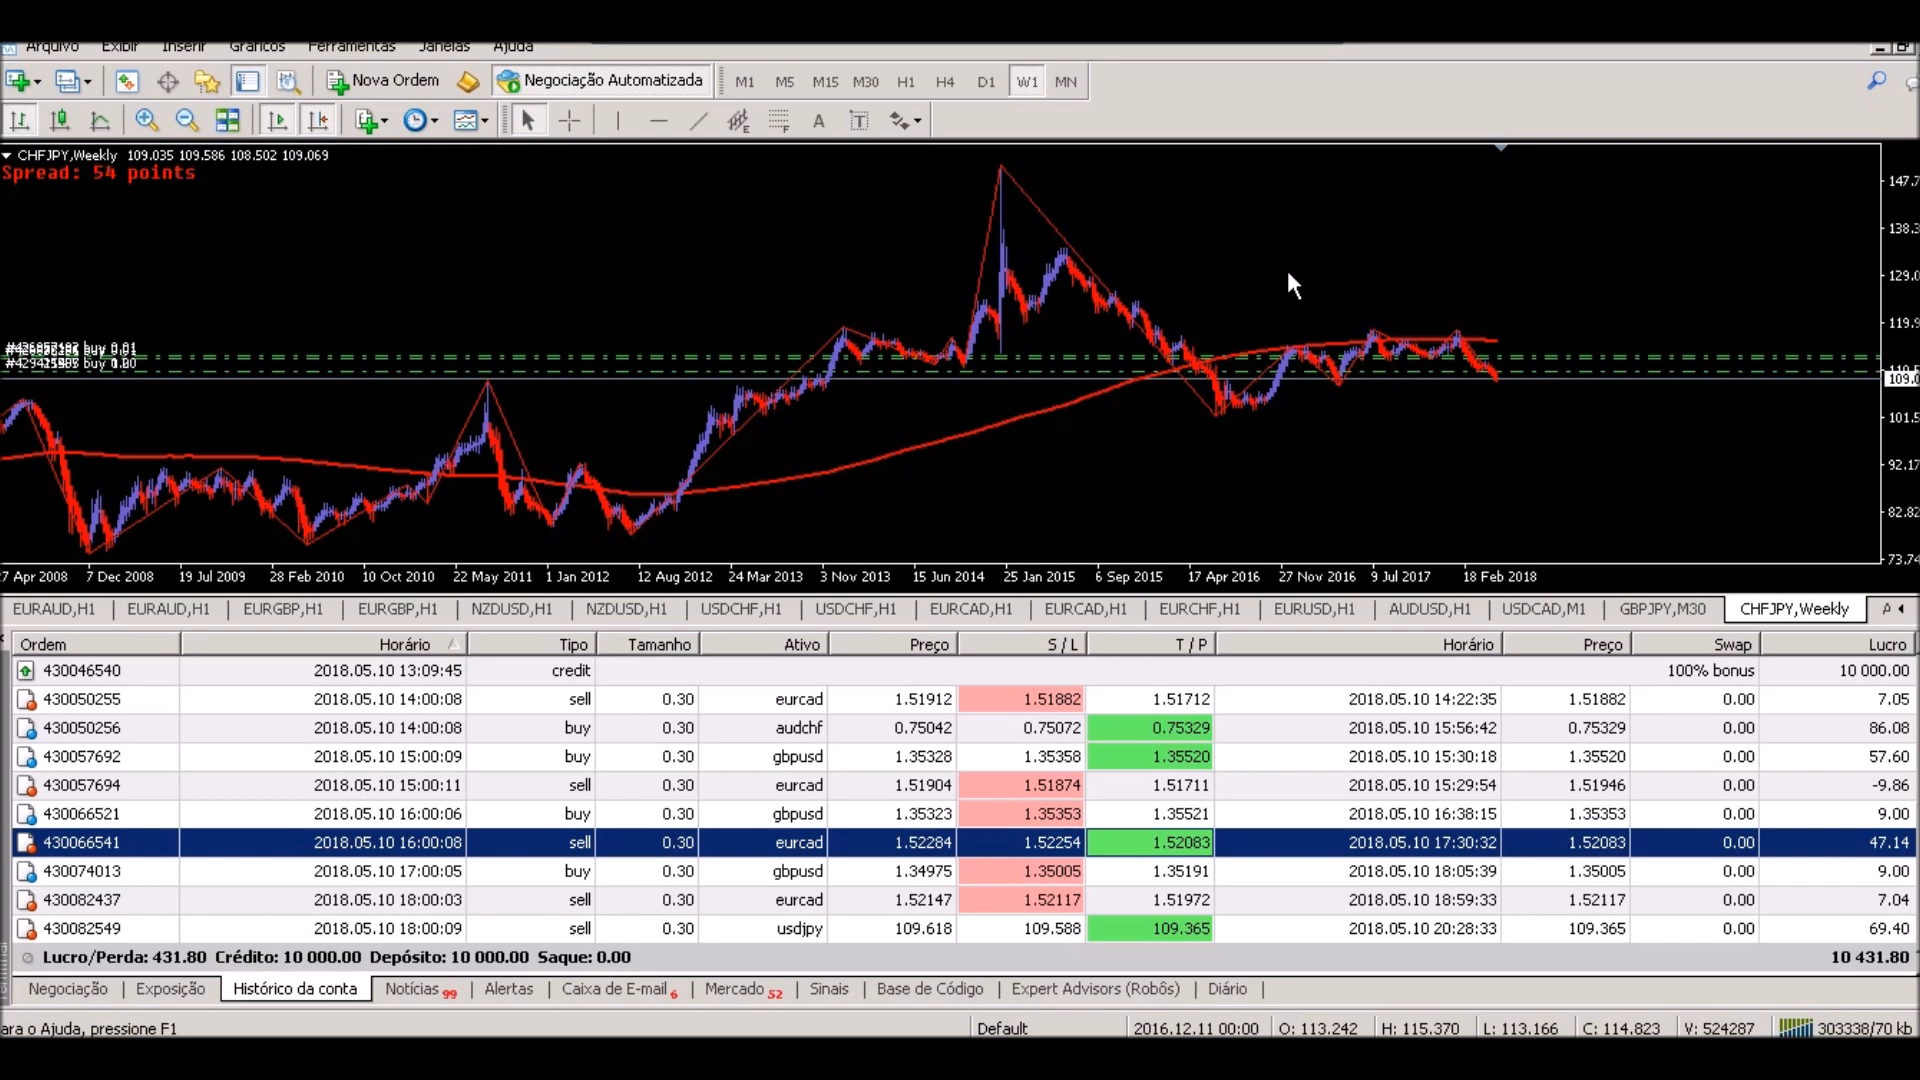 Arquivo Exibir Inserir Gráficos Ferramentas Janelas Ajuda
Nova Ordem Negociação Automatizada M1 M5 M15 M30 H1 H4 D1 W1 MN
E F A T
CHFJPY,Weekly 109.035 109.586 108.502 109.069
Spread: 54 points
147.7
138.3
129.0
119.9
109.0
101.5
92.17
82.82
73.74
27 Apr 2008 7 Dec 2008 19 Jul 2009 28 Feb 2010 10 Oct 2010 22 May 2011 1 Jan 2012 12 Aug 2012 24 Mar 2013 3 Nov 2013 15 Jun 2014 25 Jan 2015 6 Sep 2015 17 Apr 2016 27 Nov 2016 9 Jul 2017 18 Feb 2018
EURAUD,H1 EURAUD,H1 EURGBP,H1 EURGBP,H1 NZDUSD,H1 NZDUSD,H1 USDCHF,H1 USDCHF,H1 EURCAD,H1 EURCAD,H1 EURCHF,H1 EURUSD,H1 AUDUSD,H1 USDCAD,M1 GBPJPY,M30 CHFJPY,Weekly A
Ordem Horário Tipo Tamanho Ativo Preço S / L T / P Horário Preço Swap Lucro
430046540 2018.05.10 13:09:45 credit 100% bonus 10 000.00
430050255 2018.05.10 14:00:08 sell 0.30 eurcad 1.51912 1.51882 1.51712 2018.05.10 14:22:35 1.51882 0.00 7.05
430050256 2018.05.10 14:00:08 buy 0.30 audchf 0.75042 0.75072 0.75329 2018.05.10 15:56:42 0.75329 0.00 86.08
430057692 2018.05.10 15:00:09 buy 0.30 gbpusd 1.35328 1.35358 1.35520 2018.05.10 15:30:18 1.35520 0.00 57.60
430057694 2018.05.10 15:00:11 sell 0.30 eurcad 1.51904 1.51874 1.51711 2018.05.10 15:29:54 1.51946 0.00 -9.86
430066521 2018.05.10 16:00:06 buy 0.30 gbpusd 1.35323 1.35353 1.35521 2018.05.10 16:38:15 1.35353 0.00 9.00
430066541 2018.05.10 16:00:08 sell 0.30 eurcad 1.52284 1.52254 1.52083 2018.05.10 17:30:32 1.52083 0.00 47.14
430074013 2018.05.10 17:00:05 buy 0.30 gbpusd 1.34975 1.35005 1.35191 2018.05.10 18:05:39 1.35005 0.00 9.00
430082437 2018.05.10 18:00:03 sell 0.30 eurcad 1.52147 1.52117 1.51972 2018.05.10 18:59:33 1.52117 0.00 7.04
430082549 2018.05.10 18:00:09 sell 0.30 usdjpy 109.618 109.588 109.365 2018.05.10 20:28:33 109.365 0.00 69.40
Lucro/Perda: 431.80 Crédito: 10 000.00 Depósito: 10 000.00 Saque: 0.00 10 431.80
Negociação Exposição Histórico da conta Notícias 99 Alertas Caixa de E-mail 6 Mercado 52 Sinais Base de Código Expert Advisors (Robôs) Diário
ara o Ajuda, pressione F1 Default 2016.12.11 00:00 O: 113.242 H: 115.370 L: 113.166 C: 114.823 V: 524287 303338/70 kb